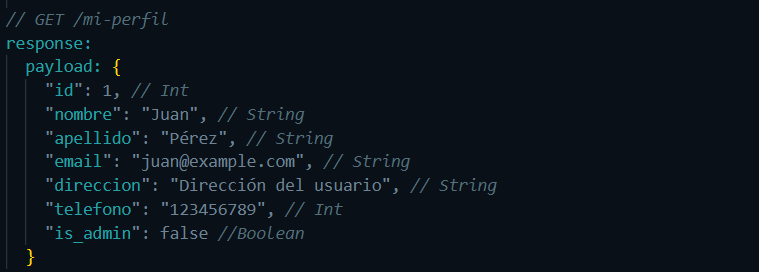 // GET /mi-perfil
response:
payload: {
"id": 1, // Int
"nombre": "Juan", // String
"apellido": "Pérez", // String
"email": "juan@example.com", // String
"direccion": "Dirección del usuario", // String
"telefono": "123456789", // Int
"is_admin": false //Boolean
}